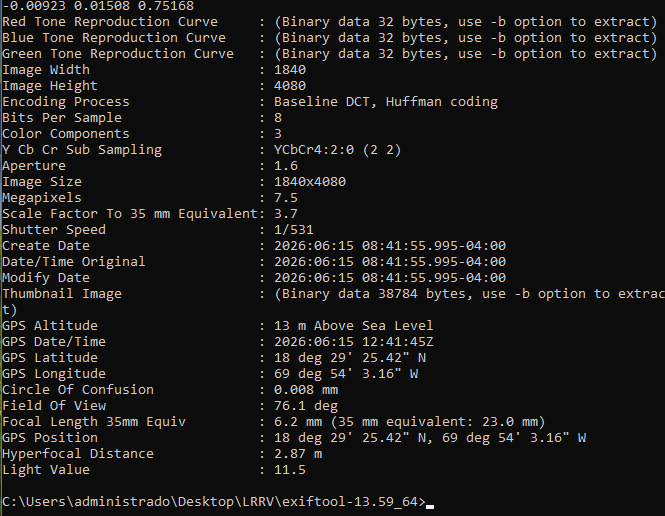 -0.00923 0.01508 0.75168
Red Tone Reproduction Curve     : (Binary data 32 bytes, use -b option to extract)
Blue Tone Reproduction Curve    : (Binary data 32 bytes, use -b option to extract)
Green Tone Reproduction Curve   : (Binary data 32 bytes, use -b option to extract)
Image Width                     : 1840
Image Height                    : 4080
Encoding Process                : Baseline DCT, Huffman coding
Bits Per Sample                 : 8
Color Components                : 3
Y Cb Cr Sub Sampling            : YCbCr4:2:0 (2 2)
Aperture                        : 1.6
Image Size                      : 1840x4080
Megapixels                      : 7.5
Scale Factor To 35 mm Equivalent: 3.7
Shutter Speed                   : 1/531
Create Date                     : 2026:06:15 08:41:55.995-04:00
Date/Time Original              : 2026:06:15 08:41:55.995-04:00
Modify Date                     : 2026:06:15 08:41:55.995-04:00
Thumbnail Image                 : (Binary data 38784 bytes, use -b option to extrac
t)
GPS Altitude                    : 13 m Above Sea Level
GPS Date/Time                   : 2026:06:15 12:41:45Z
GPS Latitude                    : 18 deg 29' 25.42" N
GPS Longitude                   : 69 deg 54' 3.16" W
Circle Of Confusion             : 0.008 mm
Field Of View                   : 76.1 deg
Focal Length 35mm Equiv         : 6.2 mm (35 mm equivalent: 23.0 mm)
GPS Position                    : 18 deg 29' 25.42" N, 69 deg 54' 3.16" W
Hyperfocal Distance             : 2.87 m
Light Value                     : 11.5
C:\Users\administrado\Desktop\LRRV\exiftool-13.59_64>